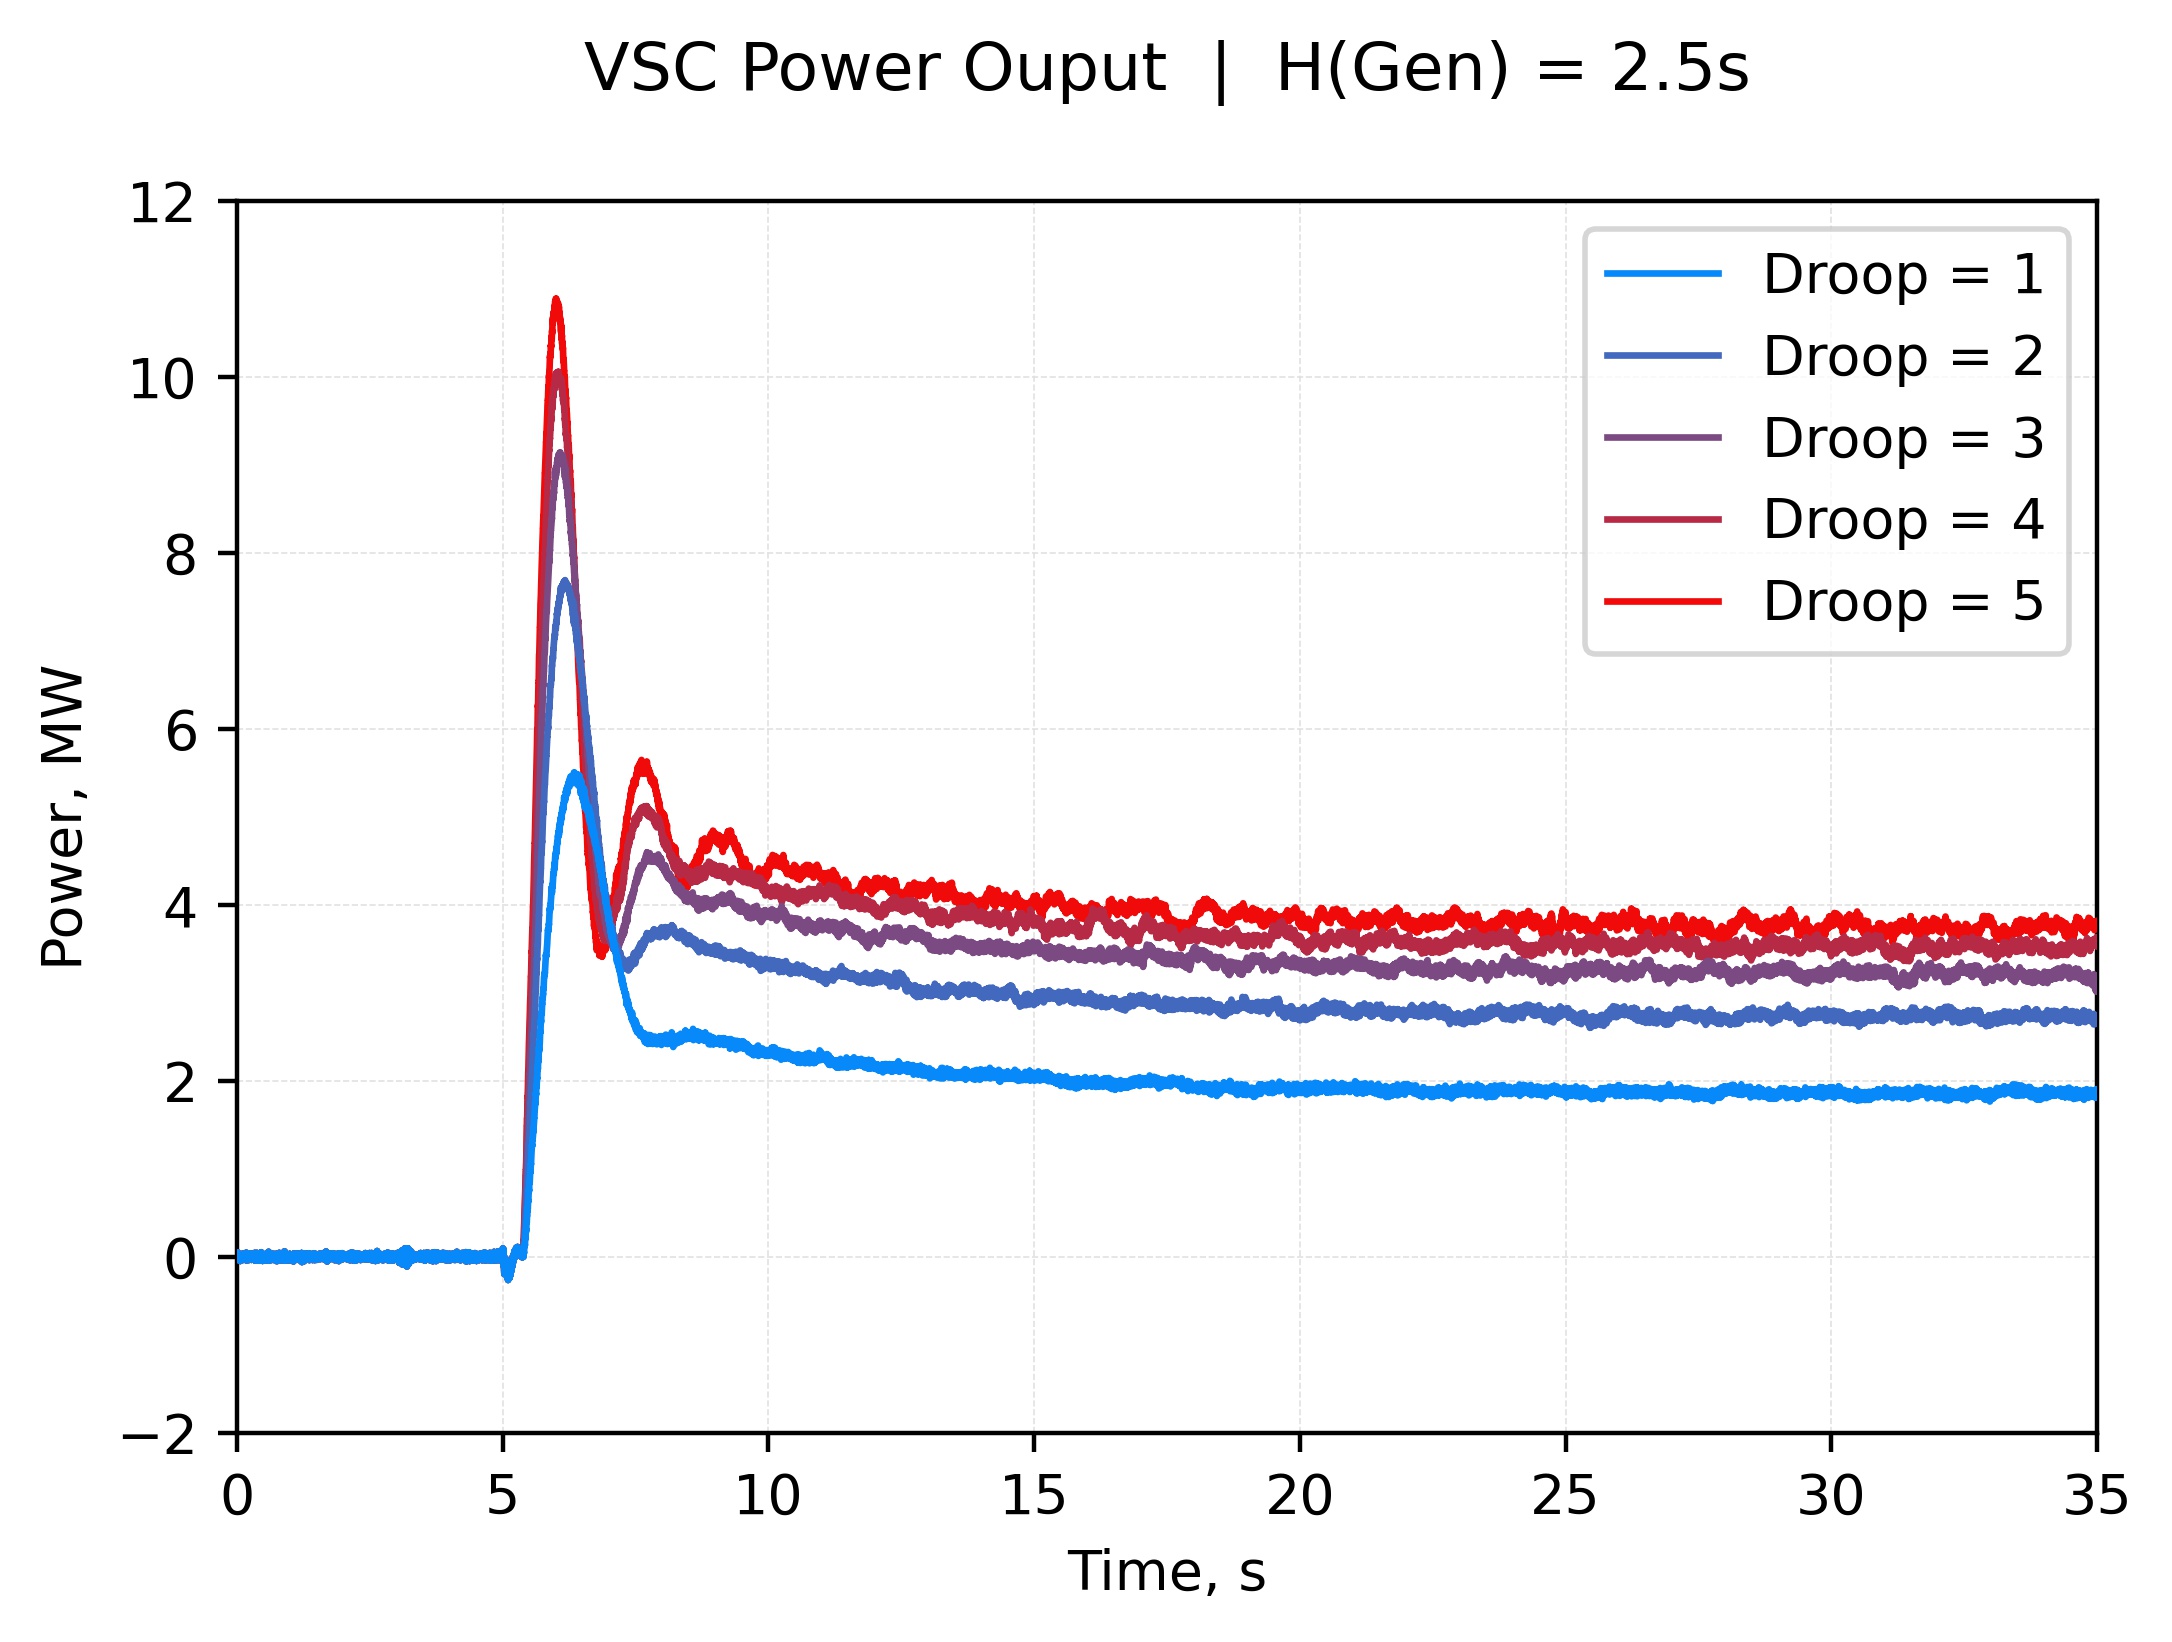 VSC Power Ouput | H(Gen) = 2.5s
12
10
8
6
4
2
0
−2
Power, MW
Droop = 1
Droop = 2
Droop = 3
Droop = 4
Droop = 5
0 5 10 15 20 25 30 35
Time, s